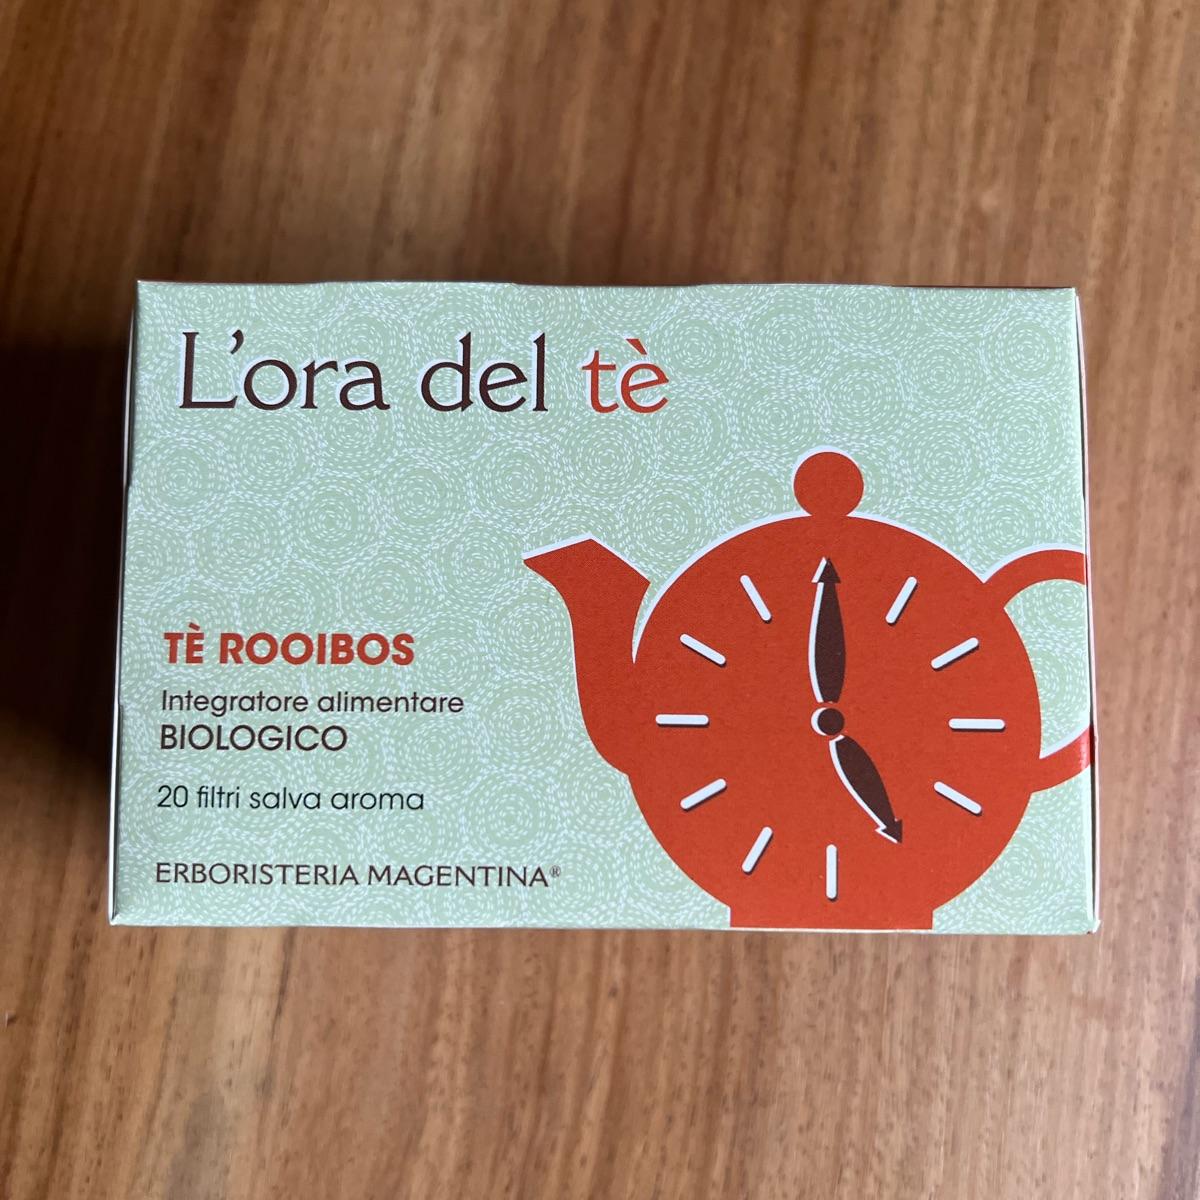 L'ora del tè
TÈ ROOIBOS
Integratore alimentare
BIOLOGICO
20 filtri salva aroma
ERBORISTERIA MAGENTINA®